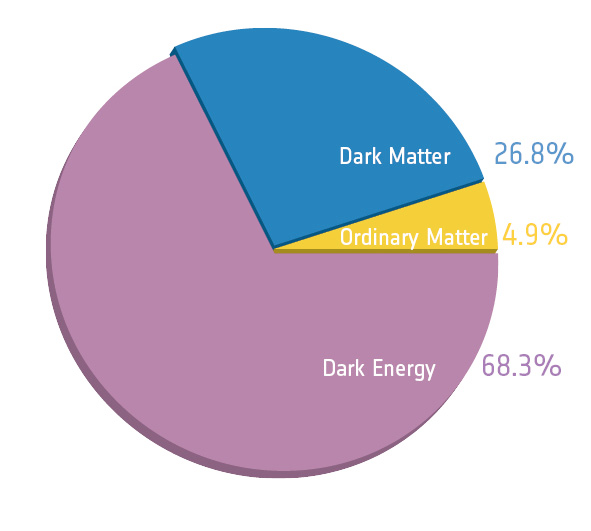 Dark Matter 26.8%
Ordinary Matter 4.9%
Dark Energy 68.3%